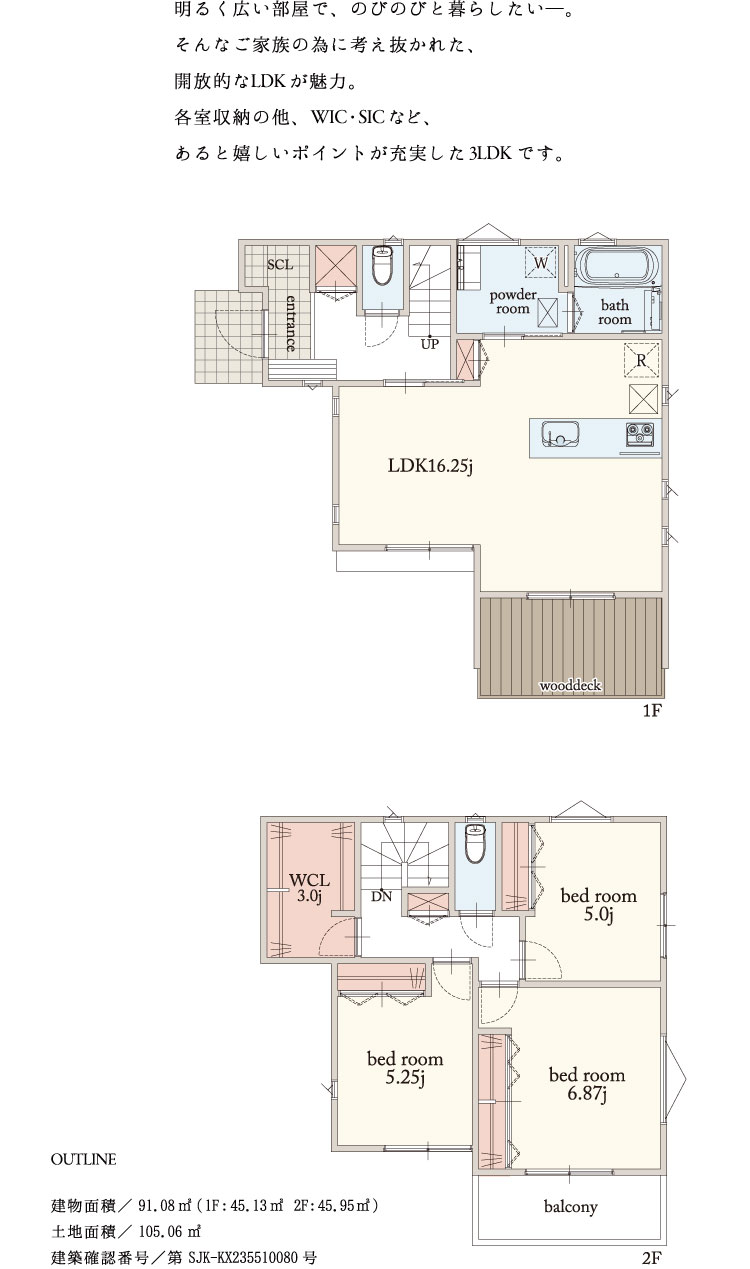 明るく広い部屋で、のびのびと暮らしたい―。
そんなご家族の為に考え抜かれた、
開放的なLDKが魅力。
各室収納の他、WIC・SICなど、
あると嬉しいポイントが充実した3LDKです。
SCL
entrance
UP
powder
room
W
bath
room
R
LDK16.25j
wooddeck
1F
WCL
3.0j
DN
bed room
5.0j
bed room
5.25j
bed room
6.87j
balcony
2F
OUTLINE
建物面積／ 91.08㎡（1F:45.13㎡ 2F:45.95㎡）
土地面積／ 105.06 ㎡
建築確認番号／第 SJK-KX235510080 号